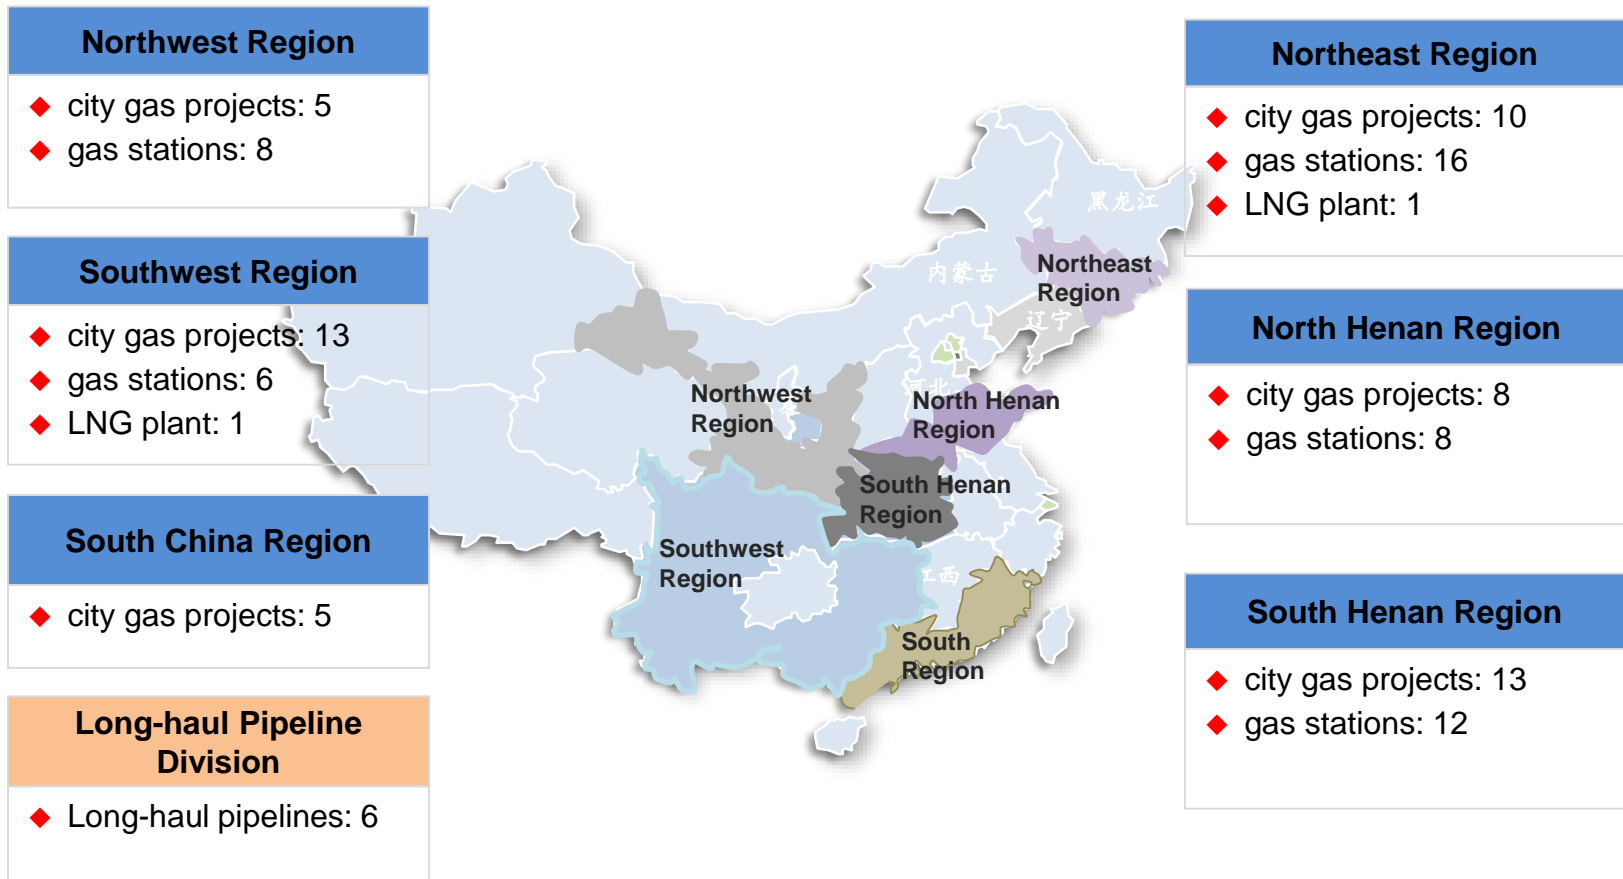 Northwest Region
city gas projects: 5
gas stations: 8
Southwest Region
city gas projects: 13
gas stations: 6
LNG plant: 1
South China Region
city gas projects: 5
Long-haul Pipeline
Division
Long-haul pipelines: 6
黑龙江
内蒙古
Northeast
Region
辽宁
河北
Northwest
Region
North Henan
Region
South Henan
Region
Southwest
Region
江西
South
Region
Northeast Region
city gas projects: 10
gas stations: 16
LNG plant: 1
North Henan Region
city gas projects: 8
gas stations: 8
South Henan Region
city gas projects: 13
gas stations: 12